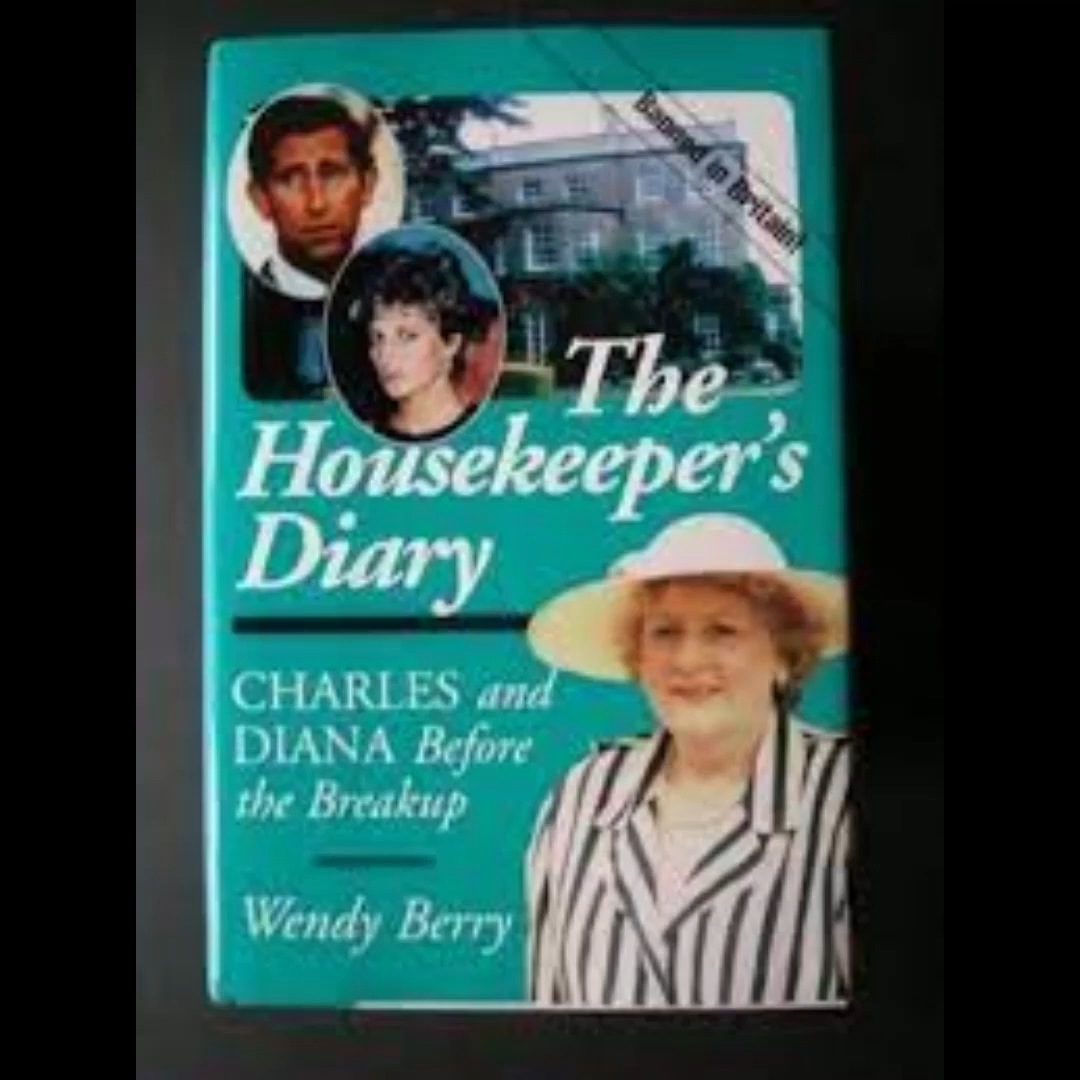 Banned in Britain!
The
Housekeeper's
Diary
CHARLES and
DIANA Before
the Breakup
Wendy Berry